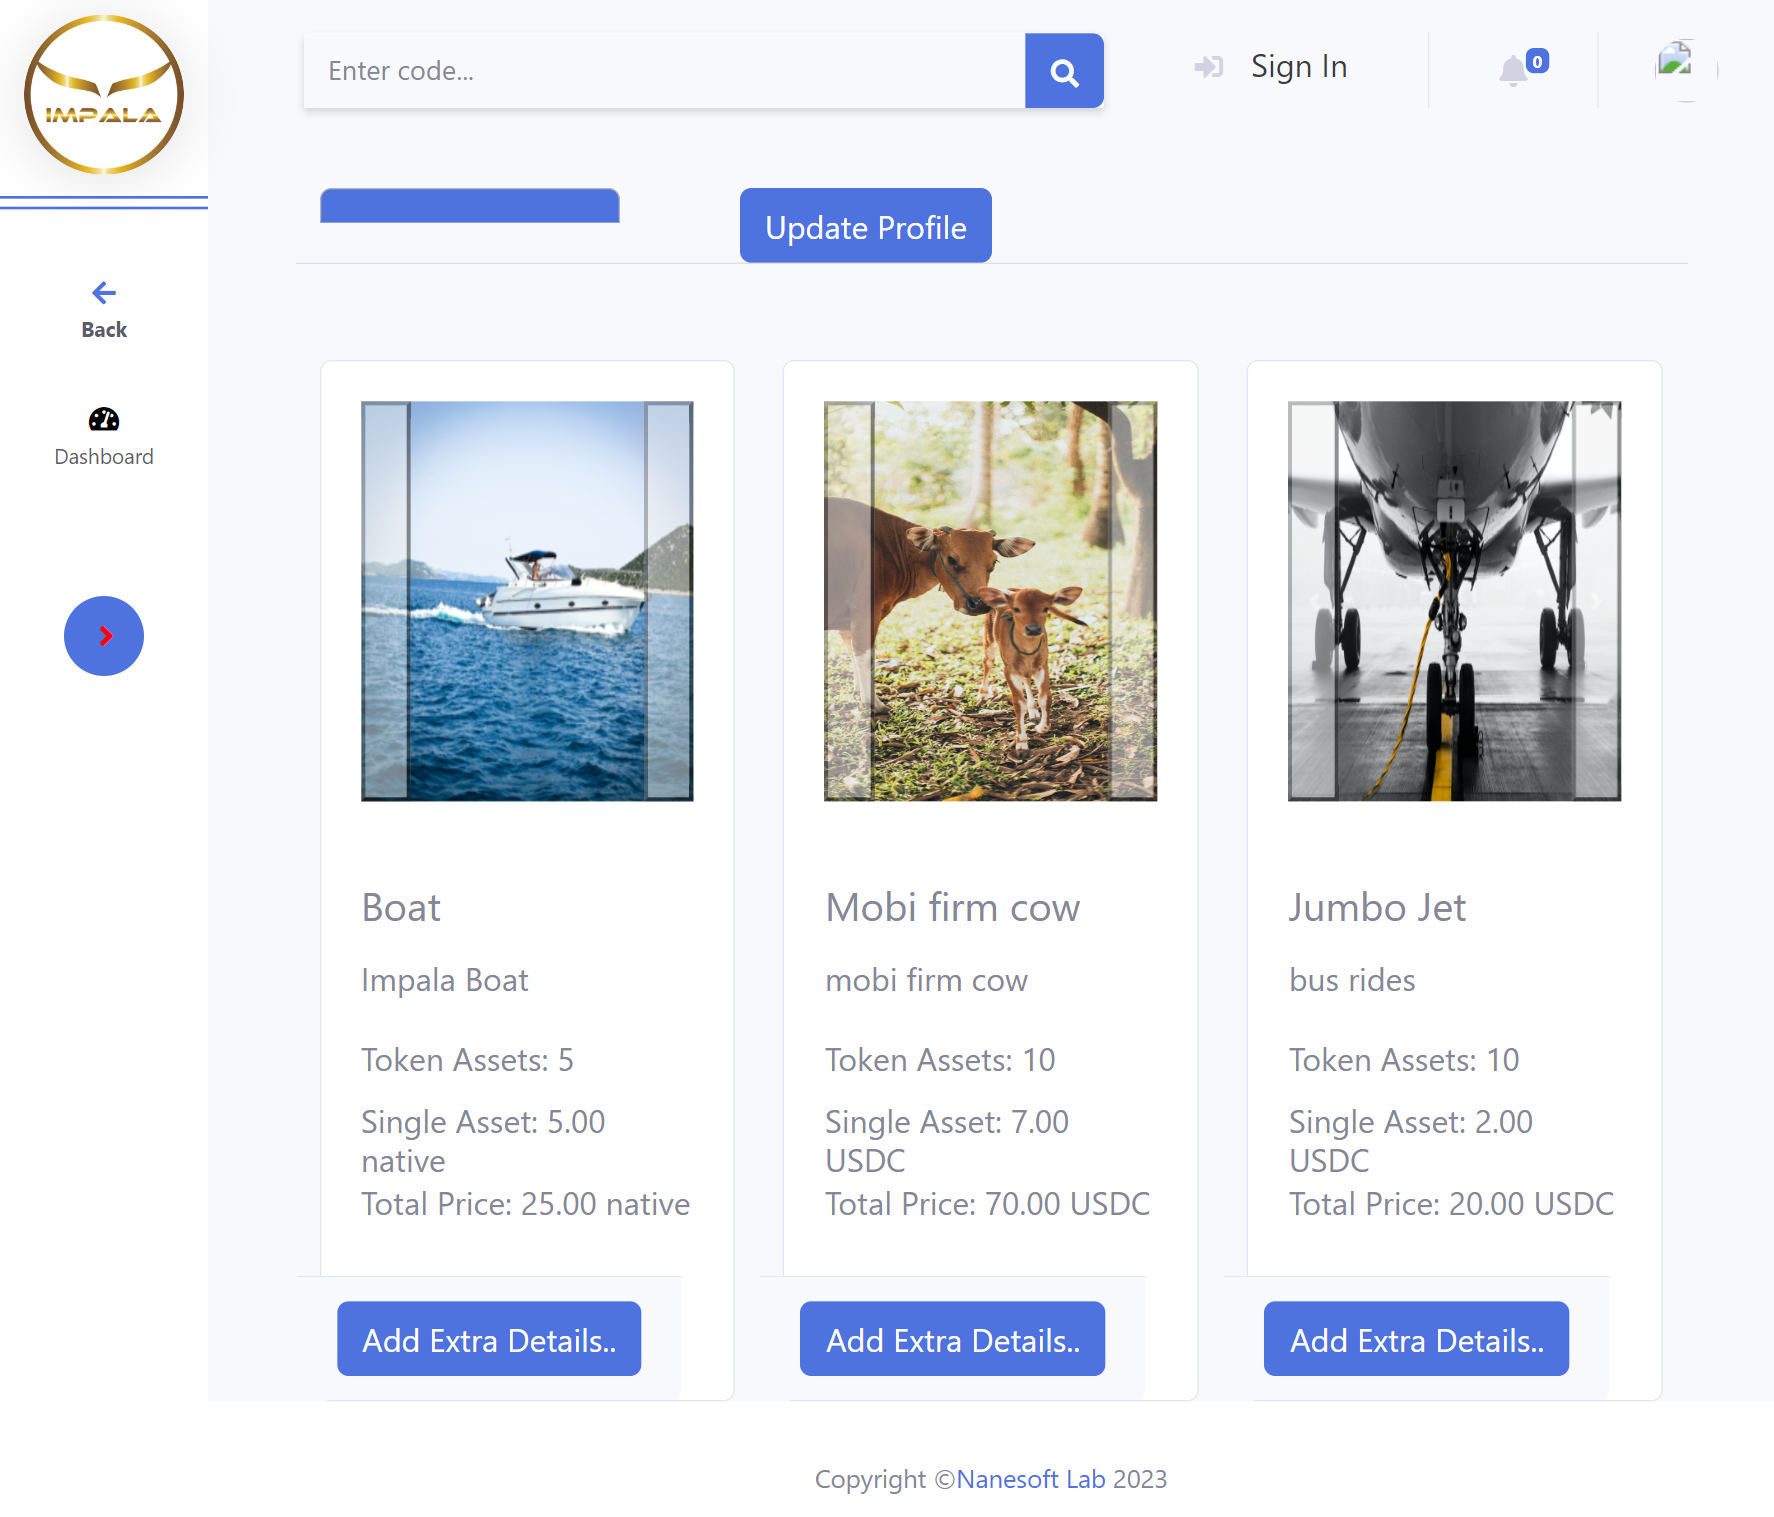 IMPALA
Enter code...
Sign In
0
Update Profile
Back
Dashboard
Boat
Impala Boat
Token Assets: 5
Single Asset: 5.00
native
Total Price: 25.00 native
Add Extra Details..
Mobi firm cow
mobi firm cow
Token Assets: 10
Single Asset: 7.00
USDC
Total Price: 70.00 USDC
Add Extra Details..
Jumbo Jet
bus rides
Token Assets: 10
Single Asset: 2.00
USDC
Total Price: 20.00 USDC
Add Extra Details..
Copyright ©Nanesoft Lab 2023